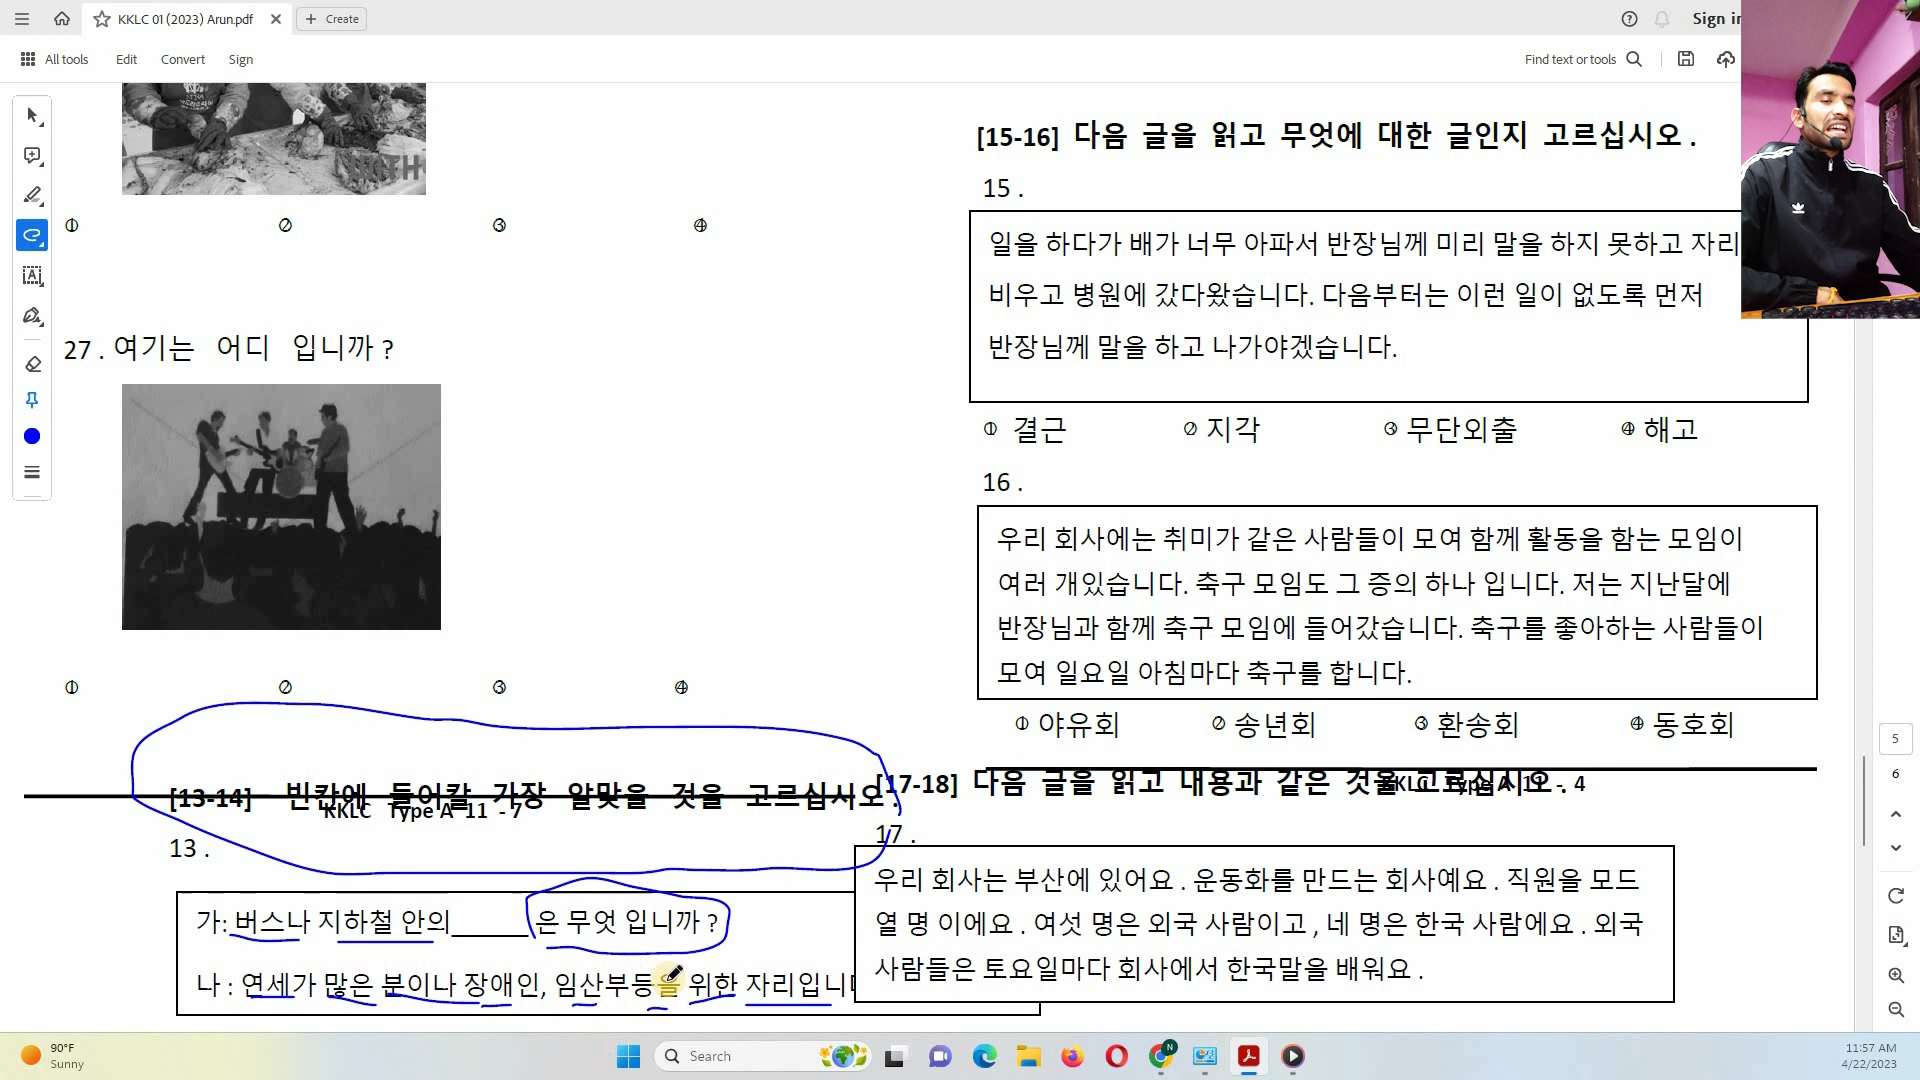 KKLC 01 (2023) Arun.pdf
Create
Sign in
All tools
Edit
Convert
Sign
Find text or tools
① ② ③ ④
27 . 여기는 어디 입니까 ?
① ② ③ ④
[13-14] 빈칸에 들어칼 가장 알맞을 것을 고르십시오 .
KKLC Type A 11 - 7
13 .
가: 버스나 지하철 안의______은 무엇 입니까 ?
나 : 연세가 많은 분이나 장애인, 임산부등을 위한 자리입니
[15-16] 다음 글을 읽고 무엇에 대한 글인지 고르십시오 .
15 .
일을 하다가 배가 너무 아파서 반장님께 미리 말을 하지 못하고 자리
비우고 병원에 갔다왔습니다. 다음부터는 이런 일이 없도록 먼저
반장님께 말을 하고 나가야겠습니다.
① 결근 ② 지각 ③ 무단외출 ④ 해고
16 .
우리 회사에는 취미가 같은 사람들이 모여 함께 활동을 함는 모임이
여러 개있습니다. 축구 모임도 그 증의 하나 입니다. 저는 지난달에
반장님과 함께 축구 모임에 들어갔습니다. 축구를 좋아하는 사람들이
모여 일요일 아침마다 축구를 합니다.
① 야유회 ② 송년회 ③ 환송회 ④ 동호회
[17-18] 다음 글을 읽고 내용과 같은 것을 고르십시오 .
KKLC Type A 11 - 4
17 .
우리 회사는 부산에 있어요 . 운동화를 만드는 회사예요 . 직원을 모드
열 명 이에요 . 여섯 명은 외국 사람이고 , 네 명은 한국 사람에요 . 외국
사람들은 토요일마다 회사에서 한국말을 배워요 .
5
6
90°F
Sunny
Search
11:57 AM
4/22/2023